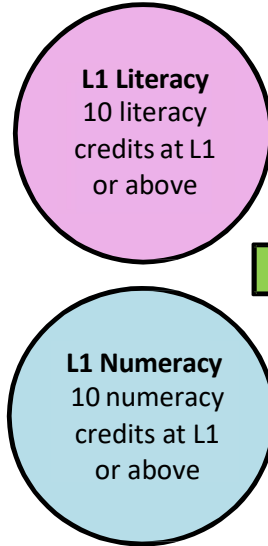 L1 Literacy
10 literacy
credits at L1
or above
L1 Numeracy
10 numeracy
credits at L1
or above